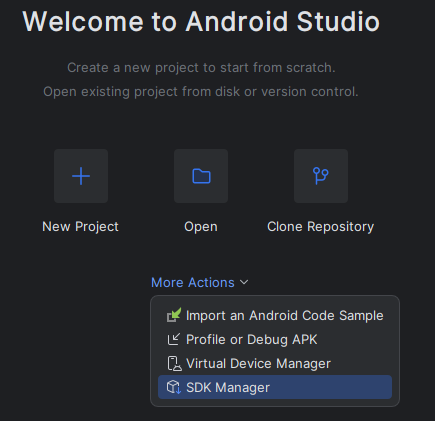 Welcome to Android Studio
Create a new project to start from scratch.
Open existing project from disk or version control.
New Project
Open
Clone Repository
More Actions
Import an Android Code Sample
Profile or Debug APK
Virtual Device Manager
SDK Manager